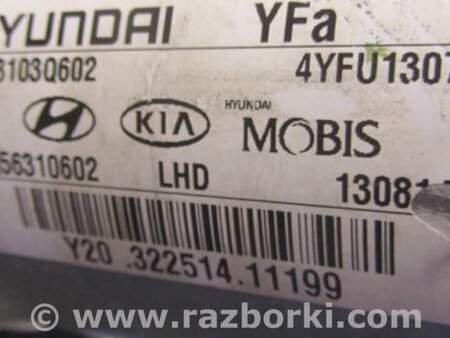 HYUNDAI YFa
3103Q602 4YFU1307
KIA HYUNDAI MOBIS
56310602 LHD 13081
Y20 .322514.11199
© www.razborki.com